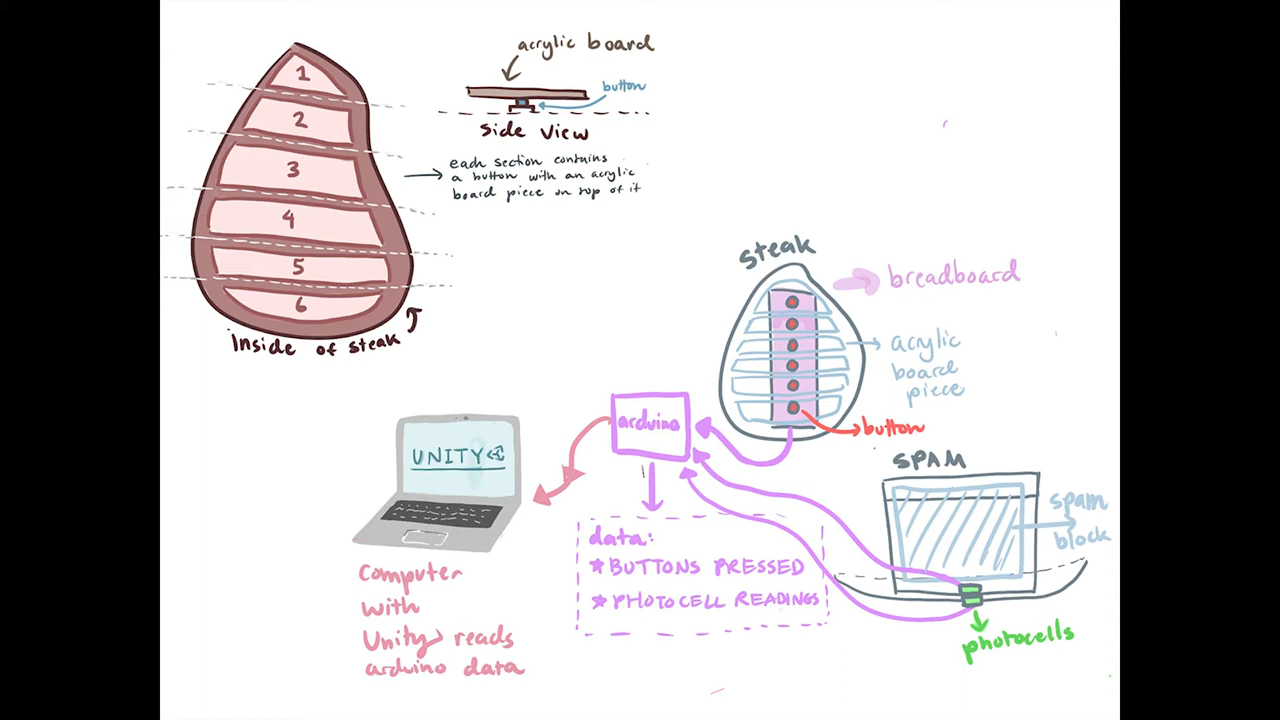 1
2
3
4
5
6
Inside of steak
acrylic board
button
side view
each section contains
a button with an acrylic
board piece on top of it
steak
breadboard
acrylic
board
piece
button
arduino
UNITY
SPAM
spam
block
photocells
data:
* BUTTONS PRESSED
* PHOTOCELL READINGS
Computer
with
Unity reads
arduino data